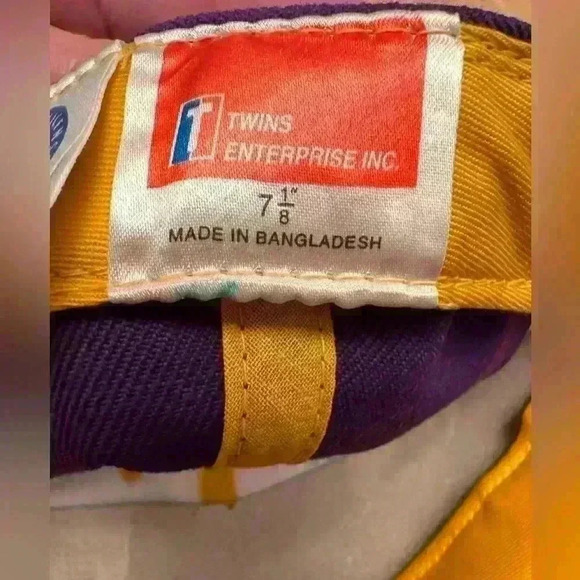 TWINS
ENTERPRISE INC.
7 1/8"
MADE IN BANGLADESH